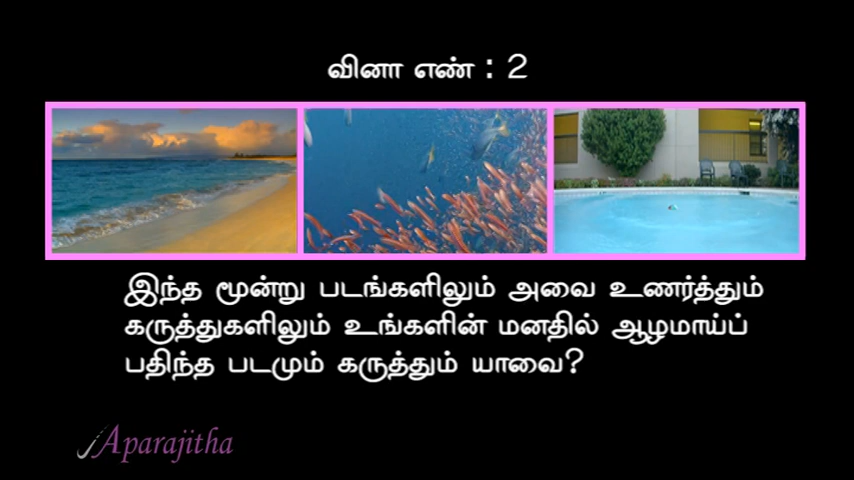 வினா எண் : 2
இந்த மூன்று படங்களிலும் அவை உணர்த்தும்
கருத்துகளிலும் உங்களின் மனதில் ஆழமாய்ப்
பதிந்த படமும் கருத்தும் யாவை?
Aparajitha